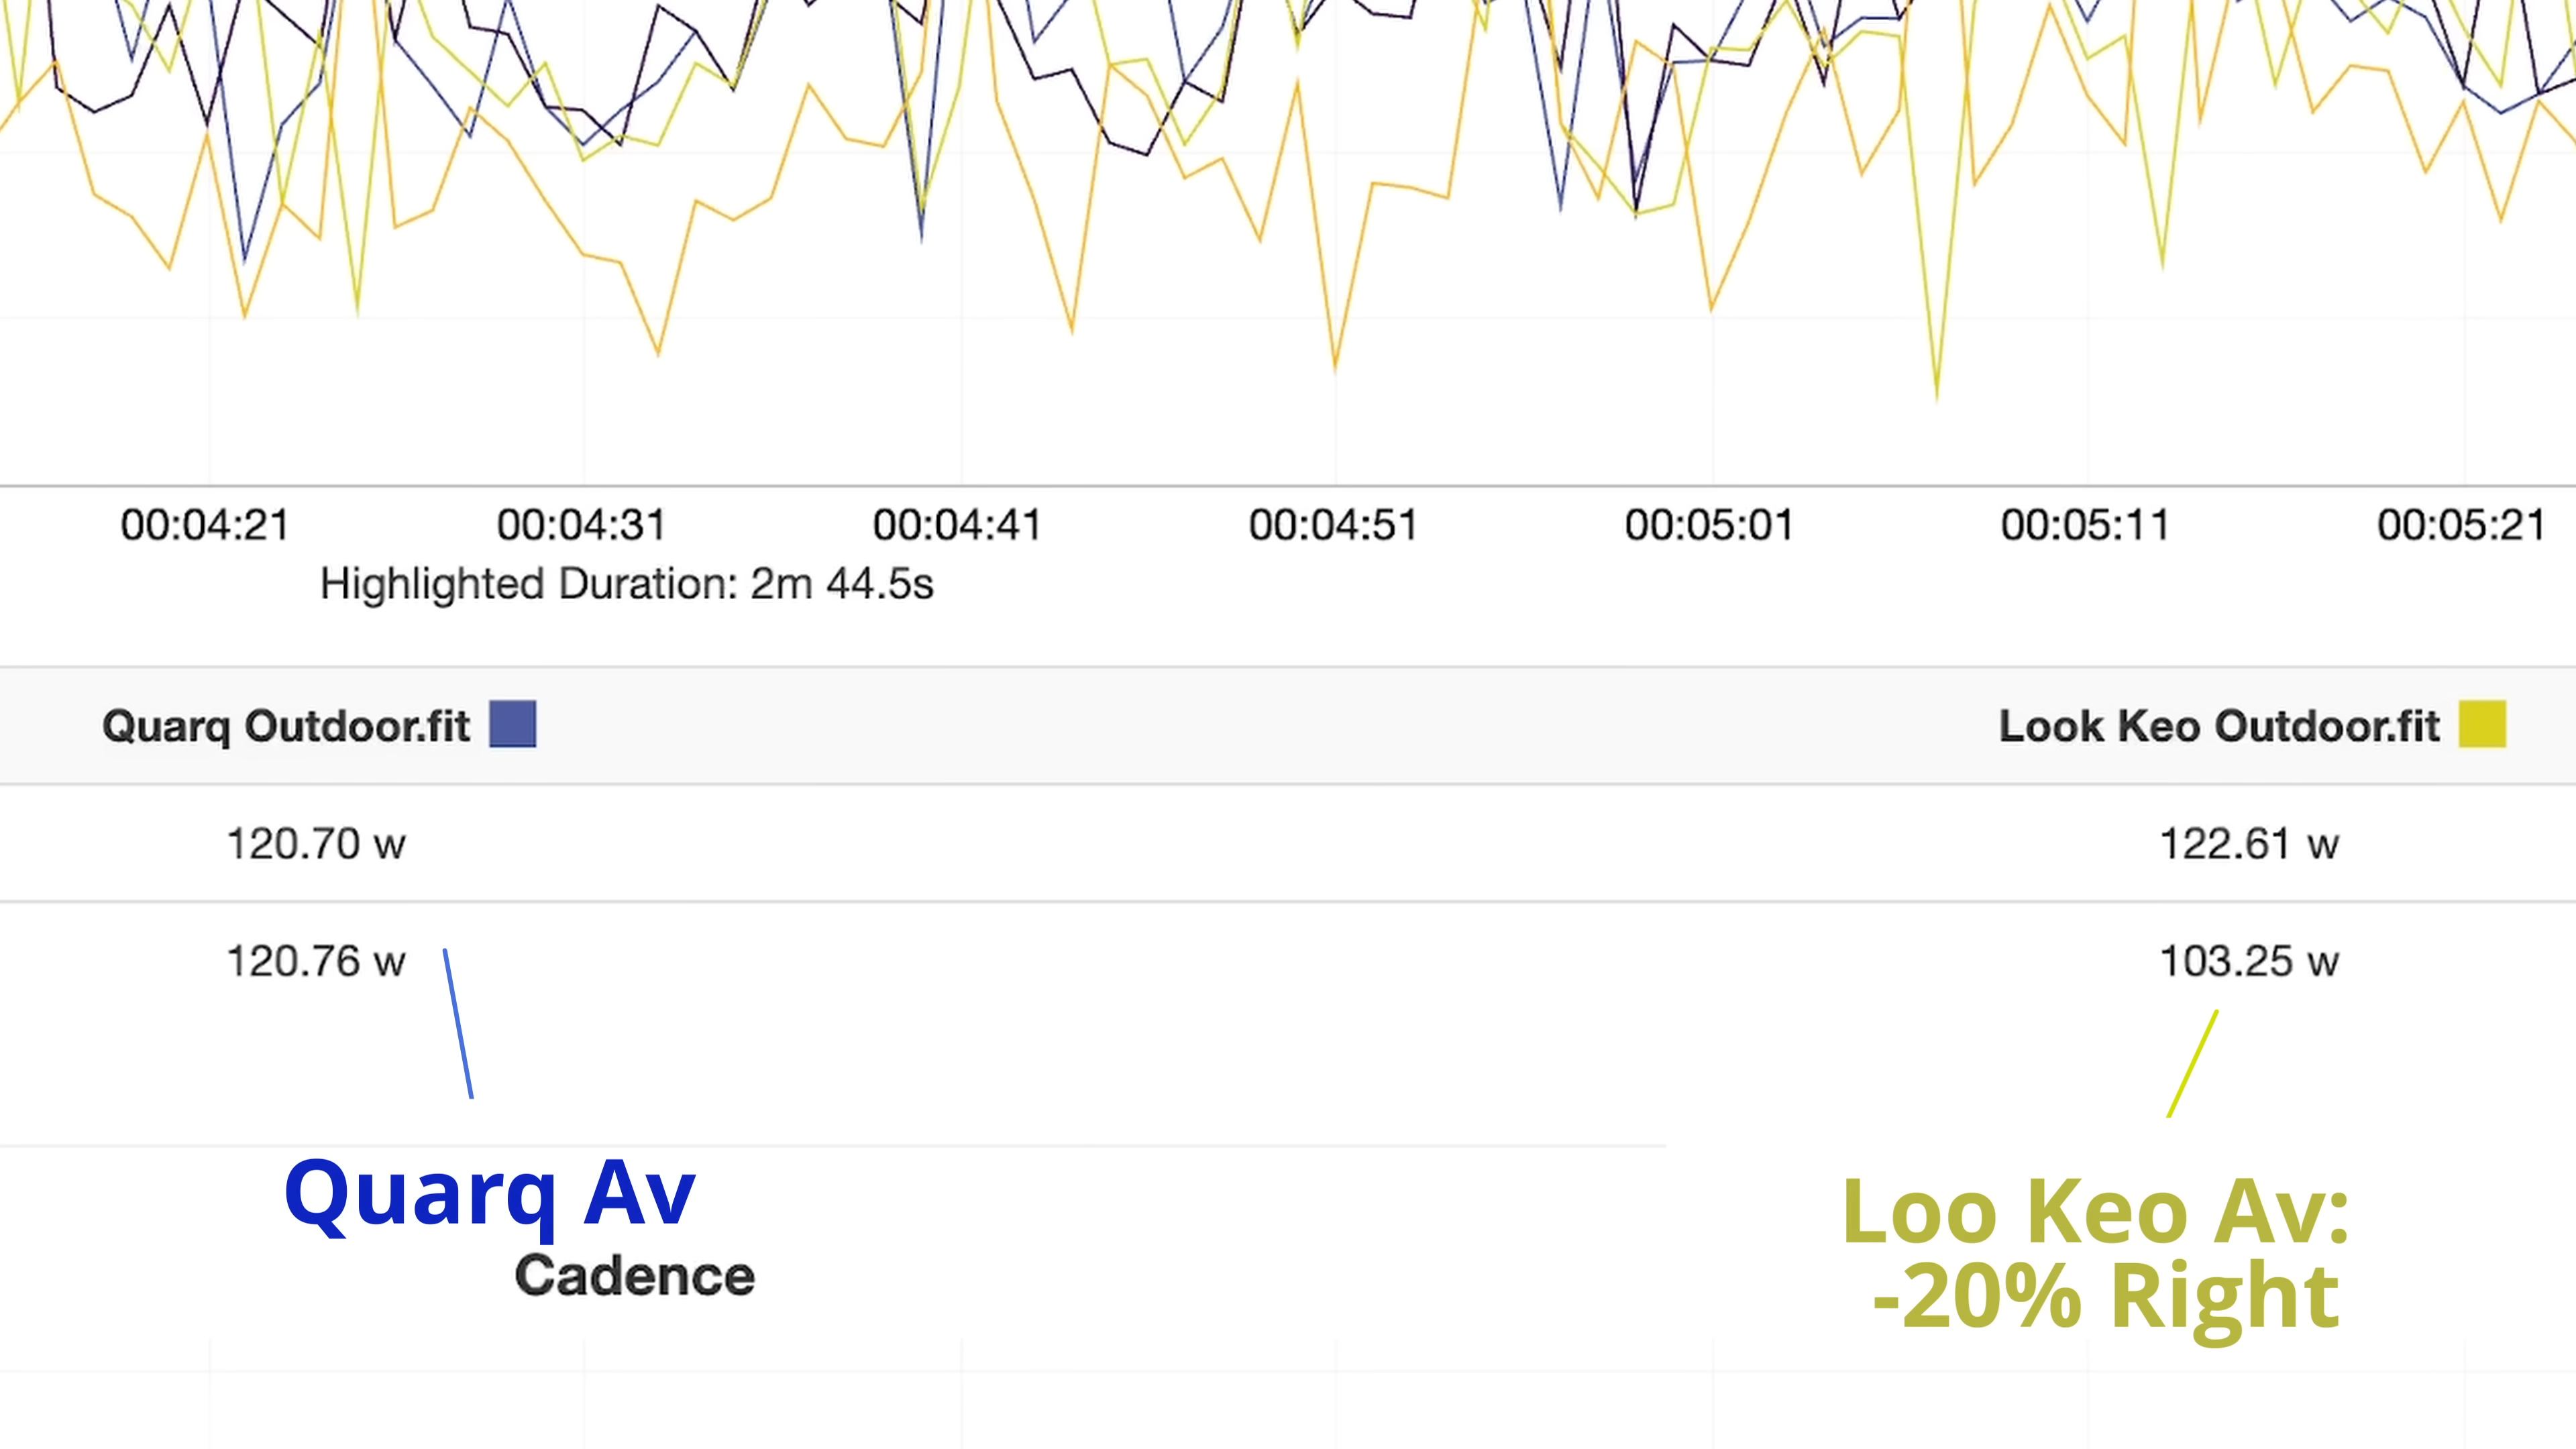 00:04:21 00:04:31 00:04:41 00:04:51 00:05:01 00:05:11 00:05:21
Highlighted Duration: 2m 44.5s
Quarq Outdoor.fit Look Keo Outdoor.fit
120.70 w 122.61 w
120.76 w 103.25 w
Quarq Av
Cadence
Loo Keo Av:
-20% Right